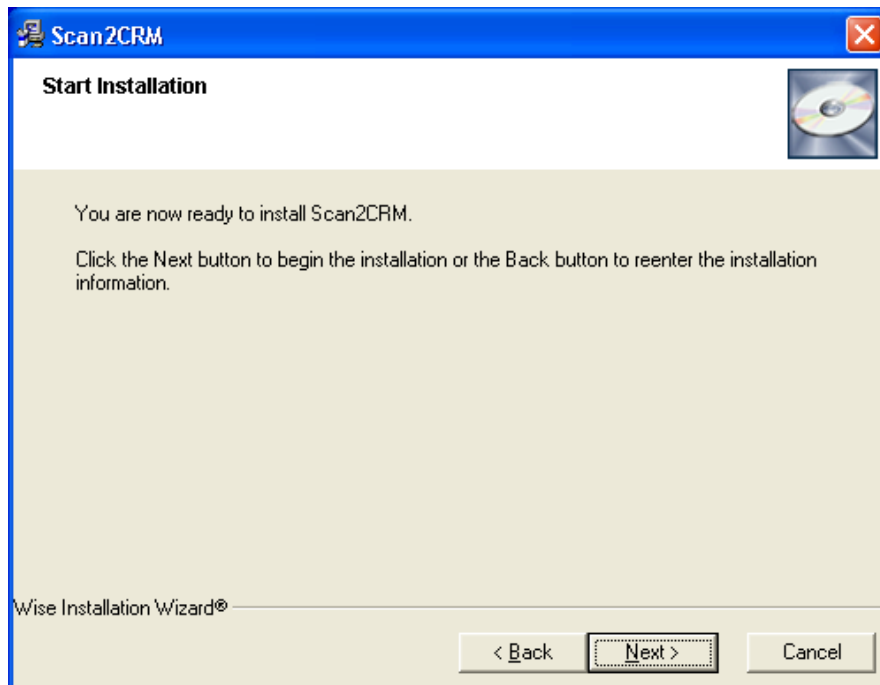 Scan2CRM
Start Installation
You are now ready to install Scan2CRM.
Click the Next button to begin the installation or the Back button to reenter the installation
information.
Wise Installation Wizard®
< Back
Next >
Cancel